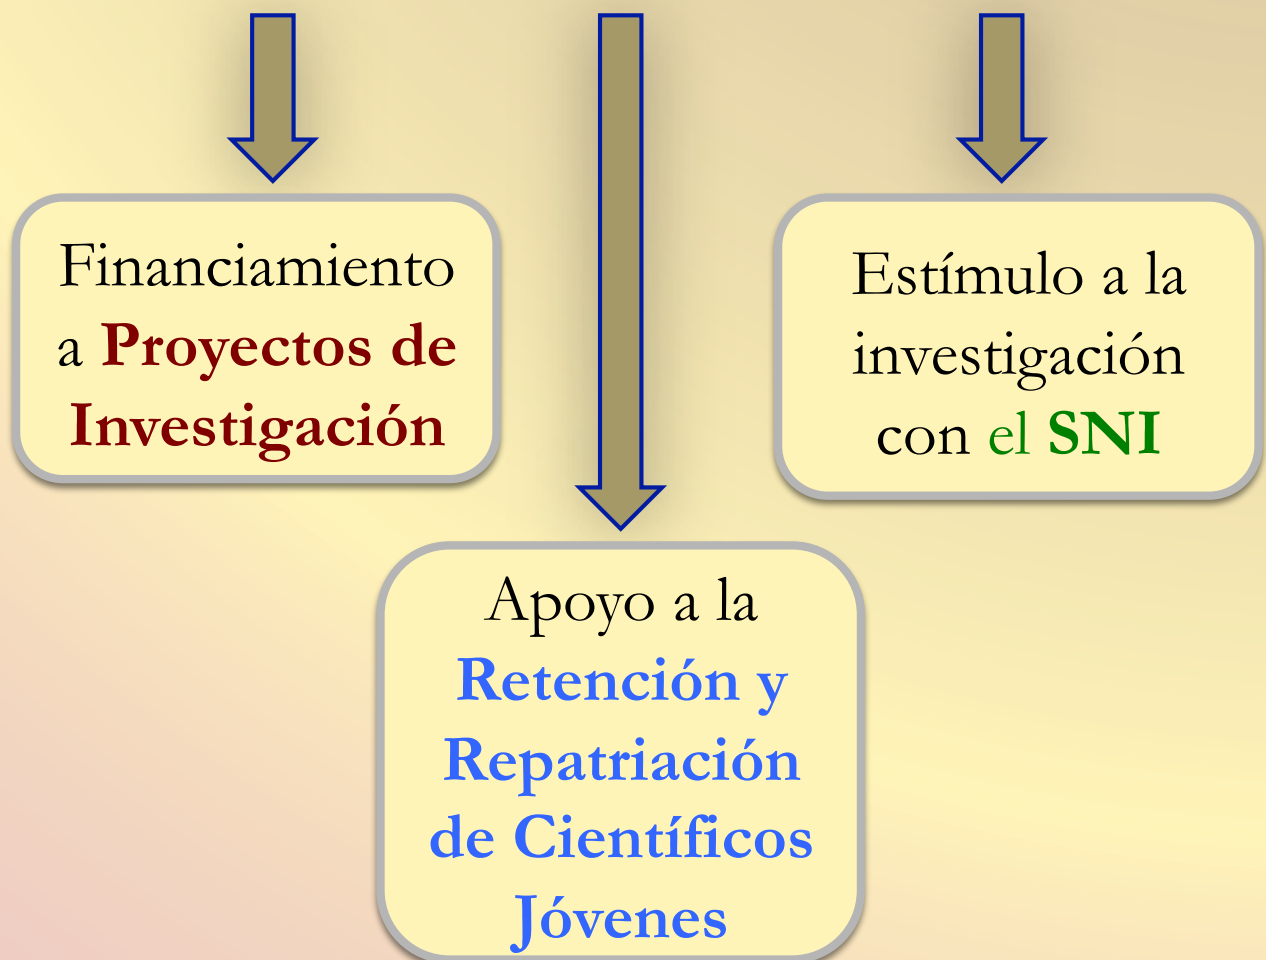 Financiamiento
a Proyectos de
Investigación
Estímulo a la
investigación
con el SNI
Apoyo a la
Retención y
Repatriación
de Científicos
Jóvenes